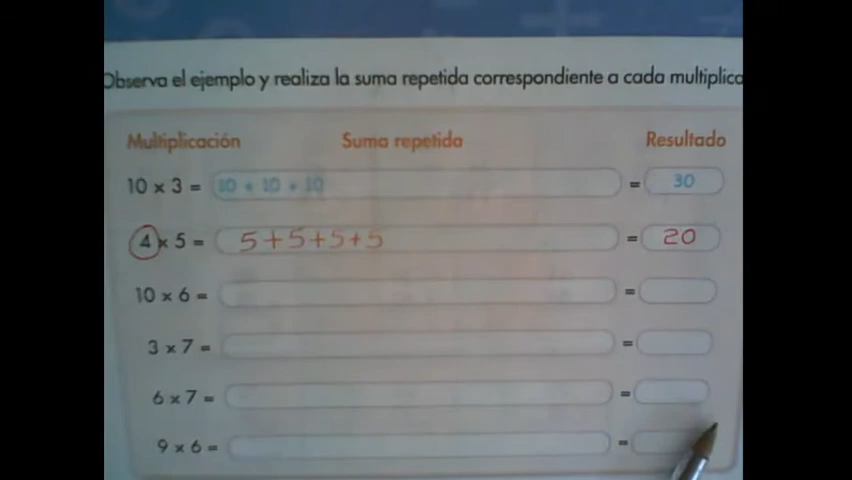 Observa el ejemplo y realiza la suma repetida correspondiente a cada multiplica
Multiplicación Suma repetida Resultado
10 x 3 = 10 + 10 + 10 = 30
4 x 5 = 5+5+5+5 = 20
10 x 6 = =
3 x 7 = =
6 x 7 = =
9 x 6 = =